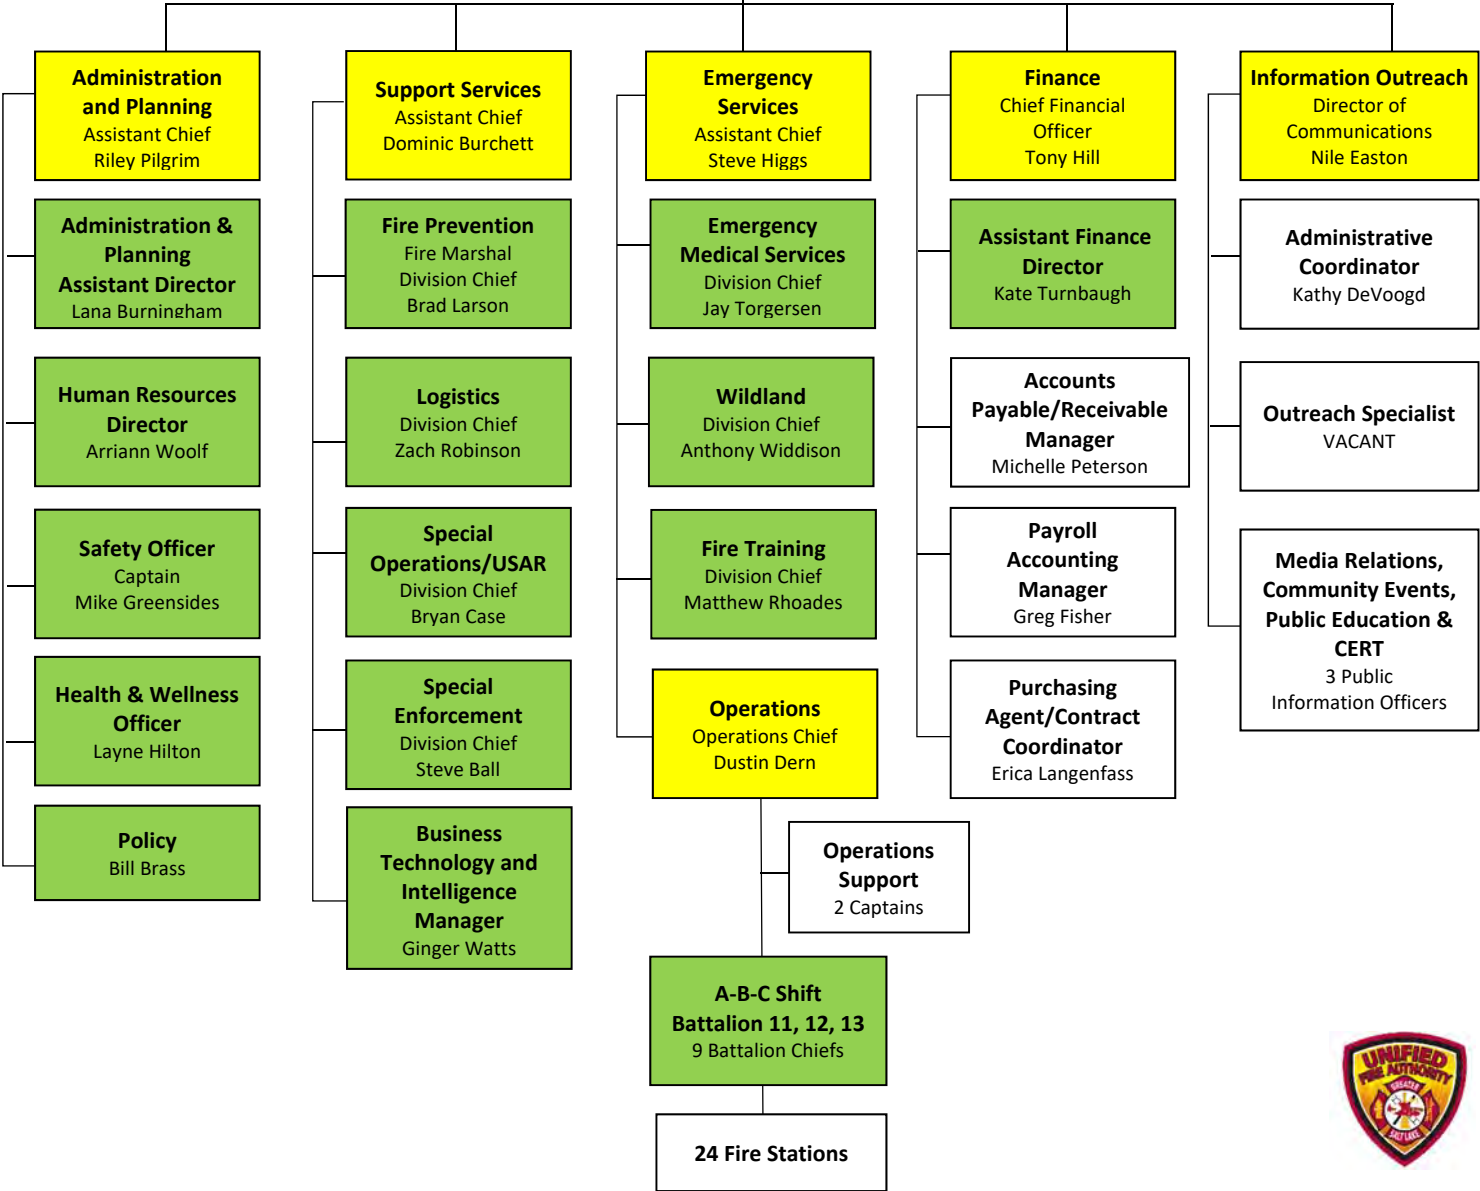 Administration
and Planning
Assistant Chief
Riley Pilgrim
Administration &
Planning
Assistant Director
Lana Burningham
Human Resources
Director
Arriann Woolf
Safety Officer
Captain
Mike Greensides
Health & Wellness
Officer
Layne Hilton
Policy
Bill Brass
Support Services
Assistant Chief
Dominic Burchett
Fire Prevention
Fire Marshal
Division Chief
Brad Larson
Logistics
Division Chief
Zach Robinson
Special
Operations/USAR
Division Chief
Bryan Case
Special
Enforcement
Division Chief
Steve Ball
Business
Technology and
Intelligence
Manager
Ginger Watts
Emergency
Services
Assistant Chief
Steve Higgs
Emergency
Medical Services
Division Chief
Jay Torgersen
Wildland
Division Chief
Anthony Widdison
Fire Training
Division Chief
Matthew Rhoades
Operations
Operations Chief
Dustin Dern
Operations
Support
2 Captains
A-B-C Shift
Battalion 11, 12, 13
9 Battalion Chiefs
24 Fire Stations
Finance
Chief Financial
Officer
Tony Hill
Assistant Finance
Director
Kate Turnbaugh
Accounts
Payable/Receivable
Manager
Michelle Peterson
Payroll
Accounting
Manager
Greg Fisher
Purchasing
Agent/Contract
Coordinator
Erica Langenfass
Information Outreach
Director of
Communications
Nile Easton
Administrative
Coordinator
Kathy DeVoogd
Outreach Specialist
VACANT
Media Relations,
Community Events,
Public Education &
CERT
3 Public
Information Officers
UNIFIED
FIRE AUTHORITY
GREATER
SALT LAKE